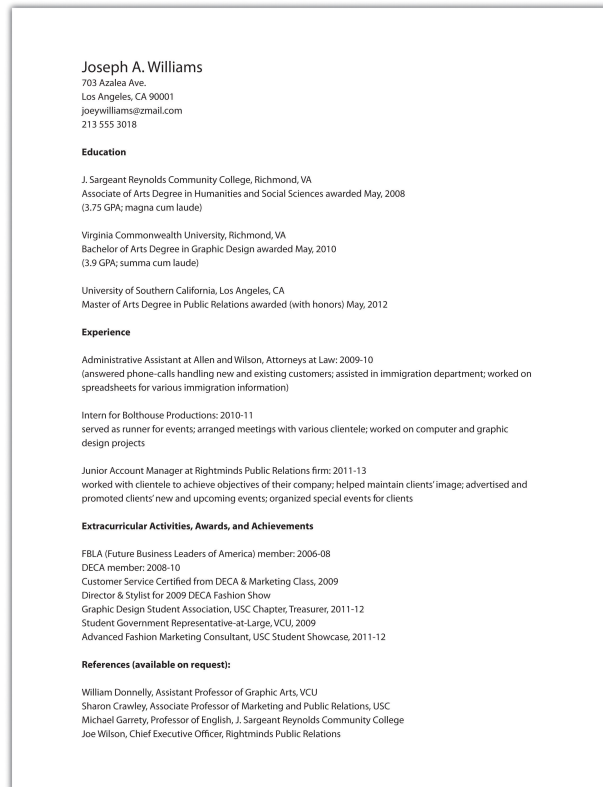 Joseph A. Williams
703 Azalea Ave.
Los Angeles, CA 90001
joeywilliams@zmail.com
213 555 3018
Education
J. Sargeant Reynolds Community College, Richmond, VA
Associate of Arts Degree in Humanities and Social Sciences awarded May, 2008
(3.75 GPA; magna cum laude)
Virginia Commonwealth University, Richmond, VA
Bachelor of Arts Degree in Graphic Design awarded May, 2010
(3.9 GPA; summa cum laude)
University of Southern California, Los Angeles, CA
Master of Arts Degree in Public Relations awarded (with honors) May, 2012
Experience
Administrative Assistant at Allen and Wilson, Attorneys at Law: 2009-10
(answered phone-calls handling new and existing customers; assisted in immigration department; worked on
spreadsheets for various immigration information)
Intern for Bolthouse Productions: 2010-11
served as runner for events; arranged meetings with various clientele; worked on computer and graphic
design projects
Junior Account Manager at Rightminds Public Relations firm: 2011-13
worked with clientele to achieve objectives of their company; helped maintain clients' image; advertised and
promoted clients' new and upcoming events; organized special events for clients
Extracurricular Activities, Awards, and Achievements
FBLA (Future Business Leaders of America) member: 2006-08
DECA member: 2008-10
Customer Service Certified from DECA & Marketing Class, 2009
Director & Stylist for 2009 DECA Fashion Show
Graphic Design Student Association, USC Chapter, Treasurer, 2011-12
Student Government Representative-at-Large, VCU, 2009
Advanced Fashion Marketing Consultant, USC Student Showcase, 2011-12
References (available on request):
William Donnelly, Assistant Professor of Graphic Arts, VCU
Sharon Crawley, Associate Professor of Marketing and Public Relations, USC
Michael Garrety, Professor of English, J. Sargeant Reynolds Community College
Joe Wilson, Chief Executive Officer, Rightminds Public Relations